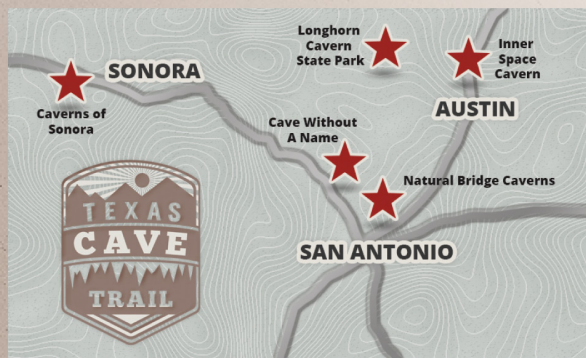 Longhorn
Cavern
State Park
Inner
Space
Cavern
SONORA
Caverns of
Sonora
AUSTIN
Cave Without
A Name
Natural Bridge Caverns
SAN ANTONIO
TEXAS
CAVE
TRAIL